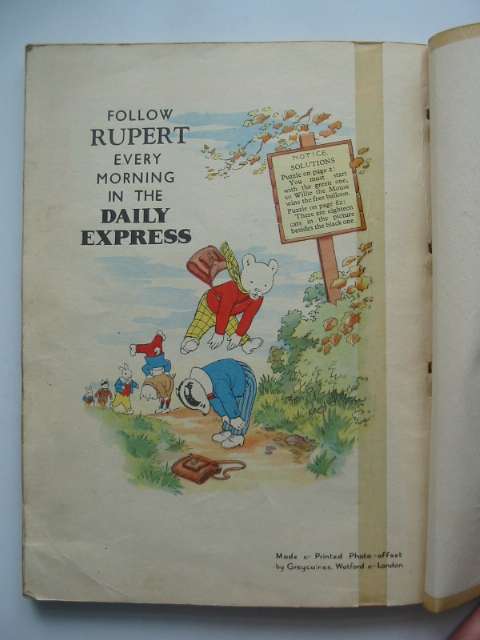 FOLLOW
RUPERT
EVERY
MORNING
IN THE
DAILY
EXPRESS
NOTICE
SOLUTIONS
Puzzle on page 2:
You must start
with the green one,
so Willie the Mouse
wins the free balloon.
Puzzle on page 62:
There are eighteen
cats in the picture
besides the black one.
Made & Printed Photo-offset
by Greycaines, Watford & London